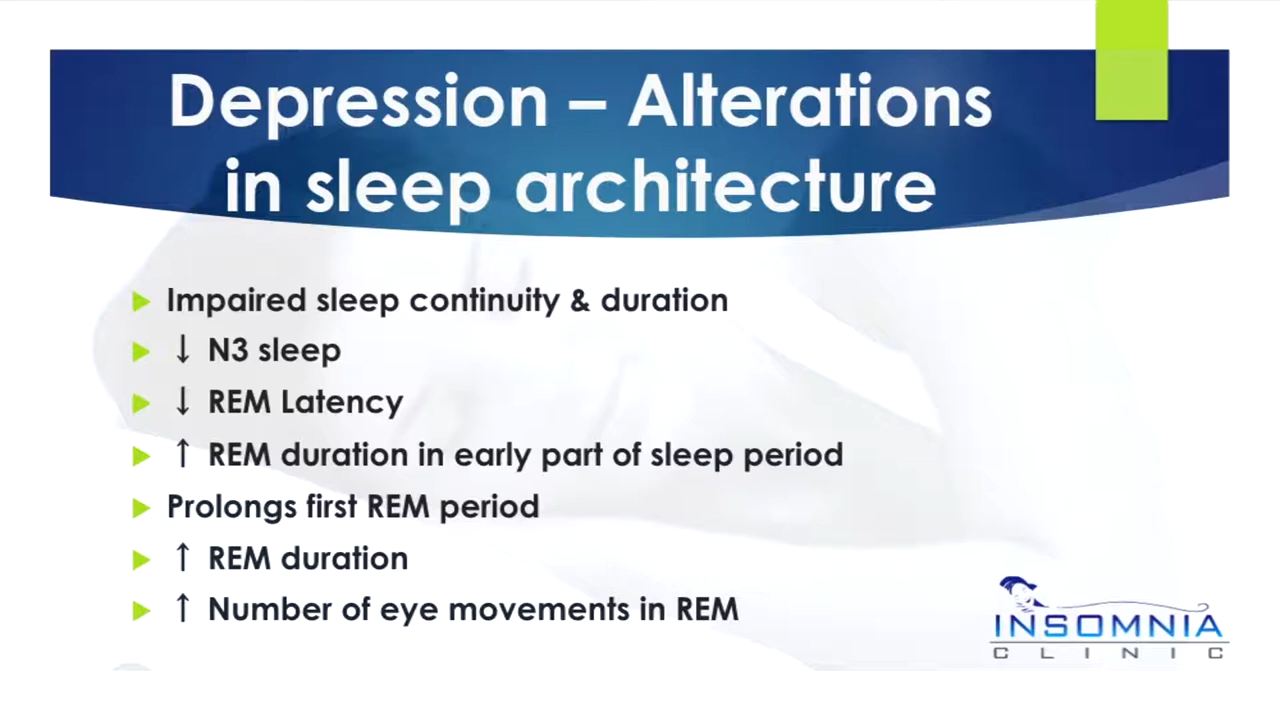 Depression – Alterations
in sleep architecture
Impaired sleep continuity & duration
↓ N3 sleep
↓ REM Latency
↑ REM duration in early part of sleep period
Prolongs first REM period
↑ REM duration
↑ Number of eye movements in REM
INSOMNIA
CLINIC